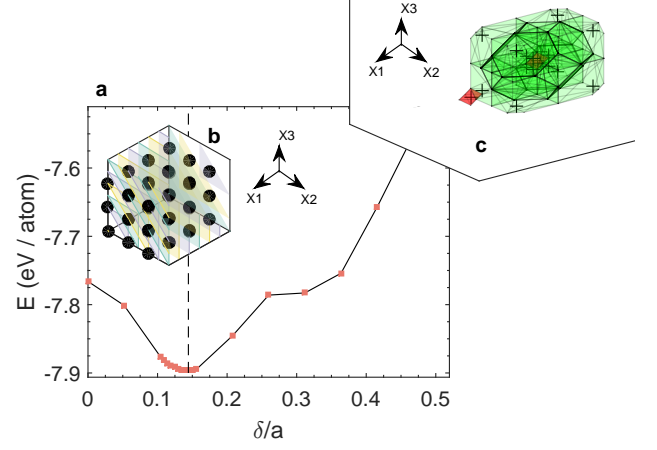 X3
X1
X2
c
a
b
X3
X1
X2
-7.6
-7.7
-7.8
-7.9
E (eV / atom)
0
0.1
0.2
0.3
0.4
0.5
δ/a